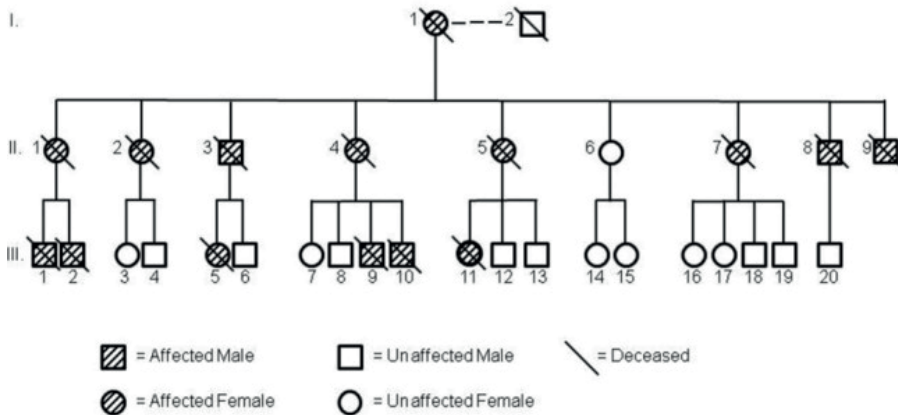 I.
1 2
II.
1 2 3 4 5 6 7 8 9
III.
1 2 3 4 5 6 7 8 9 10 11 12 13 14 15 16 17 18 19 20
= Affected Male = Unaffected Male = Deceased
= Affected Female = Unaffected Female